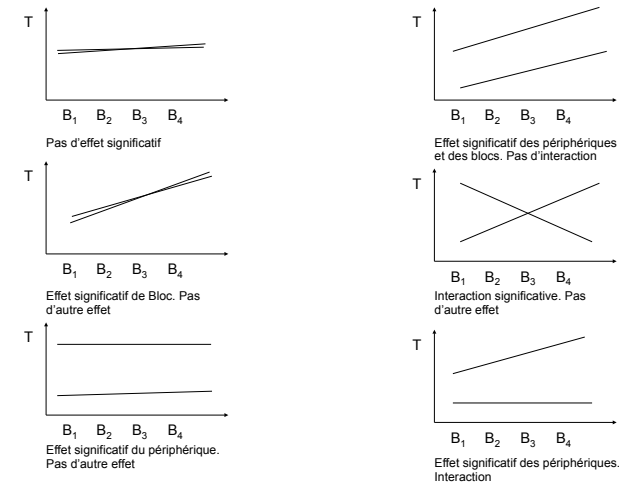 T
B1 B2 B3 B4
Pas d'effet significatif
T
B1 B2 B3 B4
Effet significatif des périphériques
et des blocs. Pas d'interaction
T
B1 B2 B3 B4
Effet significatif de Bloc. Pas
d'autre effet
T
B1 B2 B3 B4
Interaction significative. Pas
d'autre effet
T
B1 B2 B3 B4
Effet significatif du périphérique.
Pas d'autre effet
T
B1 B2 B3 B4
Effet significatif des périphériques.
Interaction